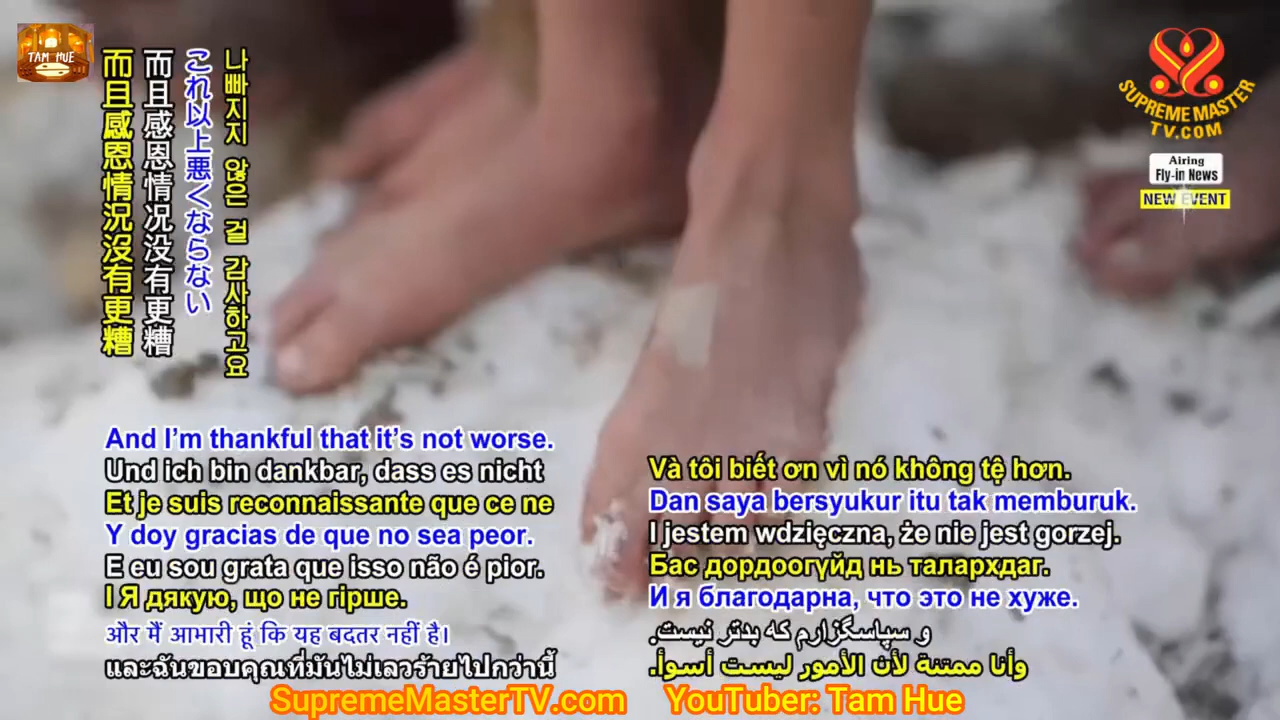 TAM HUE
而且感恩情況沒有更糟
而且感恩情况没有更糟
これ以上悪くならない
나빠지지 않은 걸 감사하고요
SUPREME MASTER
TV.COM
Airing
Fly-in News
NEW EVENT
And I'm thankful that it's not worse.
Und ich bin dankbar, dass es nicht
Et je suis reconnaissante que ce ne
Y doy gracias de que no sea peor.
E eu sou grata que isso não é pior.
І Я дякую, що не гірше.
और मैं आभारी हूं कि यह बदतर नहीं है।
และฉันขอบคุณที่มันไม่เลวร้ายไปกว่านี้
Và tôi biết ơn vì nó không tệ hơn.
Dan saya bersyukur itu tak memburuk.
I jestem wdzięczna, że nie jest gorzej.
Бас дордоогүйд нь талархдаг.
И я благодарна, что это не хуже.
و سپاسگزارم که بدتر نیست.
وأنا ممتنة لأن الأمور ليست أسوأ.
SupremeMasterTV.com YouTuber: Tam Hue